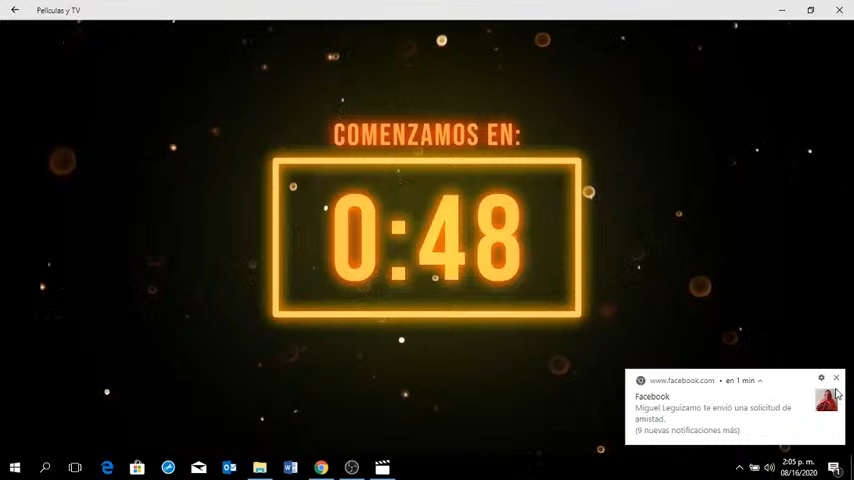 Películas y TV
COMENZAMOS EN:
0:48
www.facebook.com • en 1 min
Facebook
Miguel Leguizamo te envió una solicitud de
amistad.
(9 nuevas notificaciones más)
2:05 p. m.
08/16/2020